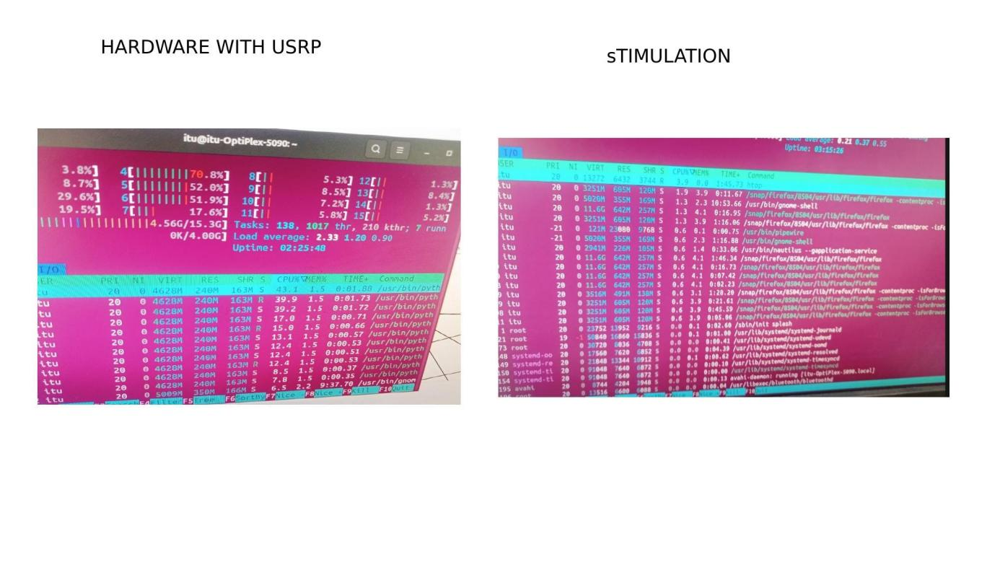 HARDWARE WITH USRP
sTIMULATION
itu@itu-OptiPlex-5090: ~
3.8%] 4[70.8%] 8[ 5.3%] 12[ 1.3%]
8.7%] 5[52.0%] 9[ 8.5%] 13[ 8.4%]
29.6%] 6[51.9%] 10[ 7.2%] 14[ 1.3%]
19.5%] 7[ 17.6%] 11[ 5.8%] 15[ 5.2%]
4.56G/15.3G] Tasks: 138, 1017 thr, 210 kthr; 7 runn
0K/4.00G] Load average: 2.33 1.20 0.90
Uptime: 02:25:48
I/O
ER PRI NI VIRT RES SHR S CPU%▽MEM% TIME+ Command
tu 20 0 4628M 240M 163M S 43.1 1.5 0:01.80 /usr/bin/pyth
tu 20 0 4628M 240M 163M R 39.9 1.5 0:01.73 /usr/bin/pyth
itu 20 0 4628M 240M 163M S 39.2 1.5 0:01.72 /usr/bin/pyth
itu 20 0 4628M 240M 163M S 17.0 1.5 0:00.71 /usr/bin/pyth
itu 20 0 4628M 240M 163M R 15.0 1.5 0:00.66 /usr/bin/pyth
itu 20 0 4628M 240M 163M S 13.1 1.5 0:00.57 /usr/bin/pyth
itu 20 0 4628M 240M 163M S 12.4 1.5 0:00.53 /usr/bin/pyth
itu 20 0 4628M 240M 163M S 12.4 1.5 0:00.51 /usr/bin/pyth
itu 20 0 4628M 240M 163M R 12.4 1.5 0:00.53 /usr/bin/pyth
itu 20 0 4628M 240M 163M S 8.5 1.5 0:00.37 /usr/bin/pyth
itu 20 0 4628M 240M 163M S 7.8 1.5 0:00.35 /usr/bin/pyth
itu 20 0 5009M 350M 166M S 6.5 2.2 9:37.70 /usr/bin/gnom
F5 F6SortByF7Nice -F8Nice +F9Kill F10Quit
Load average: 0.21 0.37 0.55
Uptime: 03:15:26
I/O
SER PRI NI VIRT RES SHR S CPU%▽MEM% TIME+ Command
tu 20 0 13272 6432 3744 R 3.9 0.0 1:45.73 htop
itu 20 0 3251M 605M 120M S 1.9 3.9 0:11.67 /snap/firefox/8504/usr/lib/firefox/firefox -contentproc
itu 20 0 5020M 355M 169M S 1.3 2.3 10:53.66 /usr/bin/gnome-shell
itu 20 0 11.6G 642M 257M S 1.3 4.1 0:16.95 /snap/firefox/8504/usr/lib/firefox/firefox
itu 20 0 3251M 605M 120M S 1.3 3.9 1:16.06 /snap/firefox/8504/usr/lib/firefox/firefox -contentproc -isFo
itu -21 0 121M 23080 9768 S 0.6 0.1 0:00.75 /usr/bin/pipewire
itu -21 0 5020M 355M 169M S 0.6 2.3 1:16.88 /usr/bin/gnome-shell
itu 20 0 2941M 226M 105M S 0.6 1.4 0:33.06 /usr/bin/nautilus --gapplication-service
itu 20 0 11.6G 642M 257M S 0.6 4.1 1:46.34 /snap/firefox/8504/usr/lib/firefox/firefox
itu 20 0 11.6G 642M 257M S 0.6 4.1 0:16.73 /snap/firefox/8504/usr/lib/firefox/firefox
itu 20 0 11.6G 642M 257M S 0.6 4.1 0:07.42 /snap/firefox/8504/usr/lib/firefox/firefox
itu 20 0 11.6G 642M 257M S 0.6 4.1 0:02.23 /snap/firefox/8504/usr/lib/firefox/firefox
itu 20 0 3516M 491M 130M S 0.6 3.1 1:28.20 /snap/firefox/8504/usr/lib/firefox/firefox -contentproc -isForBrows
itu 20 0 3251M 605M 120M S 0.6 3.9 0:21.61 /snap/firefox/8504/usr/lib/firefox/firefox -contentproc -isForBrows
itu 20 0 3251M 605M 120M S 0.6 3.9 0:45.59 /snap/firefox/8504/usr/lib/firefox/firefox -contentproc -isForBrows
itu 20 0 3251M 605M 120M S 0.6 3.9 0:05.06 /snap/firefox/8504/usr/lib/firefox/firefox -contentproc -isForBrows
1 root 20 0 23752 13952 9216 S 0.0 0.1 0:02.60 /sbin/init splash
21 root 19 -1 50840 16860 15836 S 0.0 0.1 0:01.00 /usr/lib/systemd/systemd-journald
73 root 20 0 30720 8036 4708 S 0.0 0.0 0:00.41 /usr/lib/systemd/systemd-udevd
148 systemd-oo 20 0 17560 7620 6852 S 0.0 0.0 0:04.39 /usr/lib/systemd/systemd-oomd
149 systemd-re 20 0 21848 13344 10912 S 0.0 0.1 0:00.62 /usr/lib/systemd/systemd-resolved
150 systemd-ti 20 0 91048 7640 6872 S 0.0 0.0 0:00.10 /usr/lib/systemd/systemd-timesyncd
154 systemd-ti 20 0 91048 7640 6872 S 0.0 0.0 0:00.00 /usr/lib/systemd/systemd-timesyncd
195 avahi 20 0 8744 4204 3948 S 0.0 0.0 0:00.13 avahi-daemon: running [itu-OptiPlex-5090.local]
196 root 20 0 13516 6600 6088 S 0.0 0.0 0:00.04 /usr/libexec/bluetooth/bluetoothd